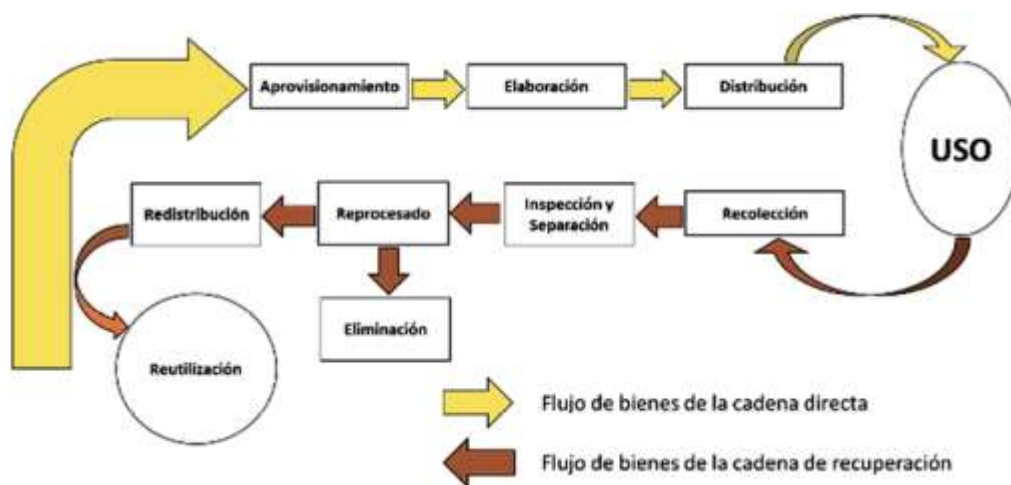 Aprovisionamiento
Elaboración
Distribución
USO
Redistribución
Reprocesado
Inspección y
Separación
Recolección
Eliminación
Reutilización
Flujo de bienes de la cadena directa
Flujo de bienes de la cadena de recuperación